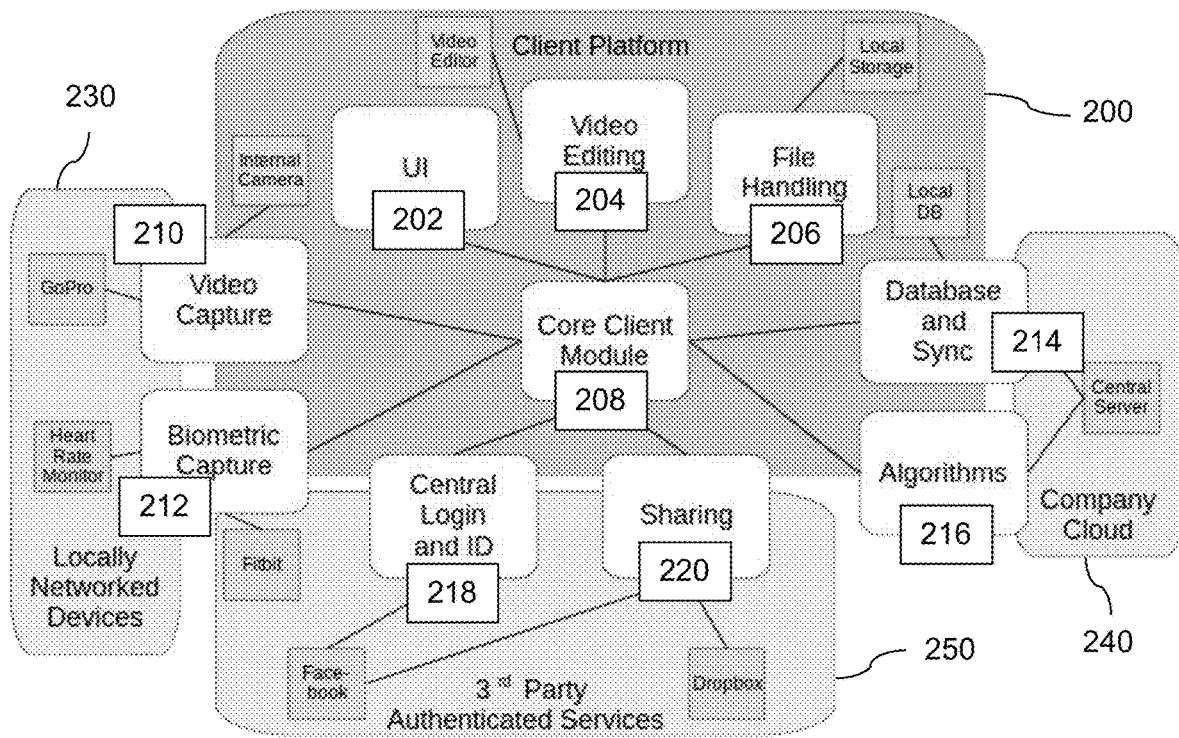 Client Platform
Video
Editor
Local
Storage
230
200
Internal
Camera
UI
202
Video
Editing
204
File
Handling
206
Local
DB
210
GoPro
Video
Capture
Core Client
Module
208
Database
and
Sync
214
Central
Server
Heart
Rate
Monitor
Biometric
Capture
212
Algorithms
216
Company
Cloud
Central
Login
and ID
218
Sharing
220
Locally
Networked
Devices
Fitbit
240
250
Face-
book
3 rd Party
Authenticated Services
Dropbox